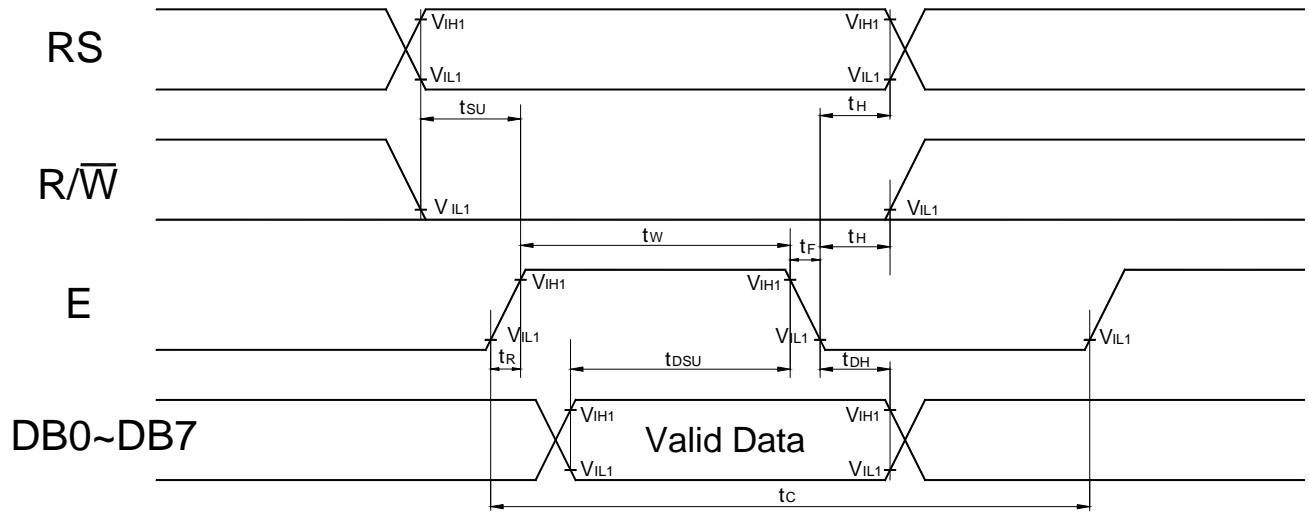 RS
VIH1
VIH1
VIL1
VIL1
tSU
tH
R/W̅
VIL1
VIL1
tW
tF
tH
E
VIH1
VIH1
VIL1
VIL1
VIL1
tR
tDSU
tDH
DB0~DB7
VIH1
Valid Data
VIH1
VIL1
VIL1
tC